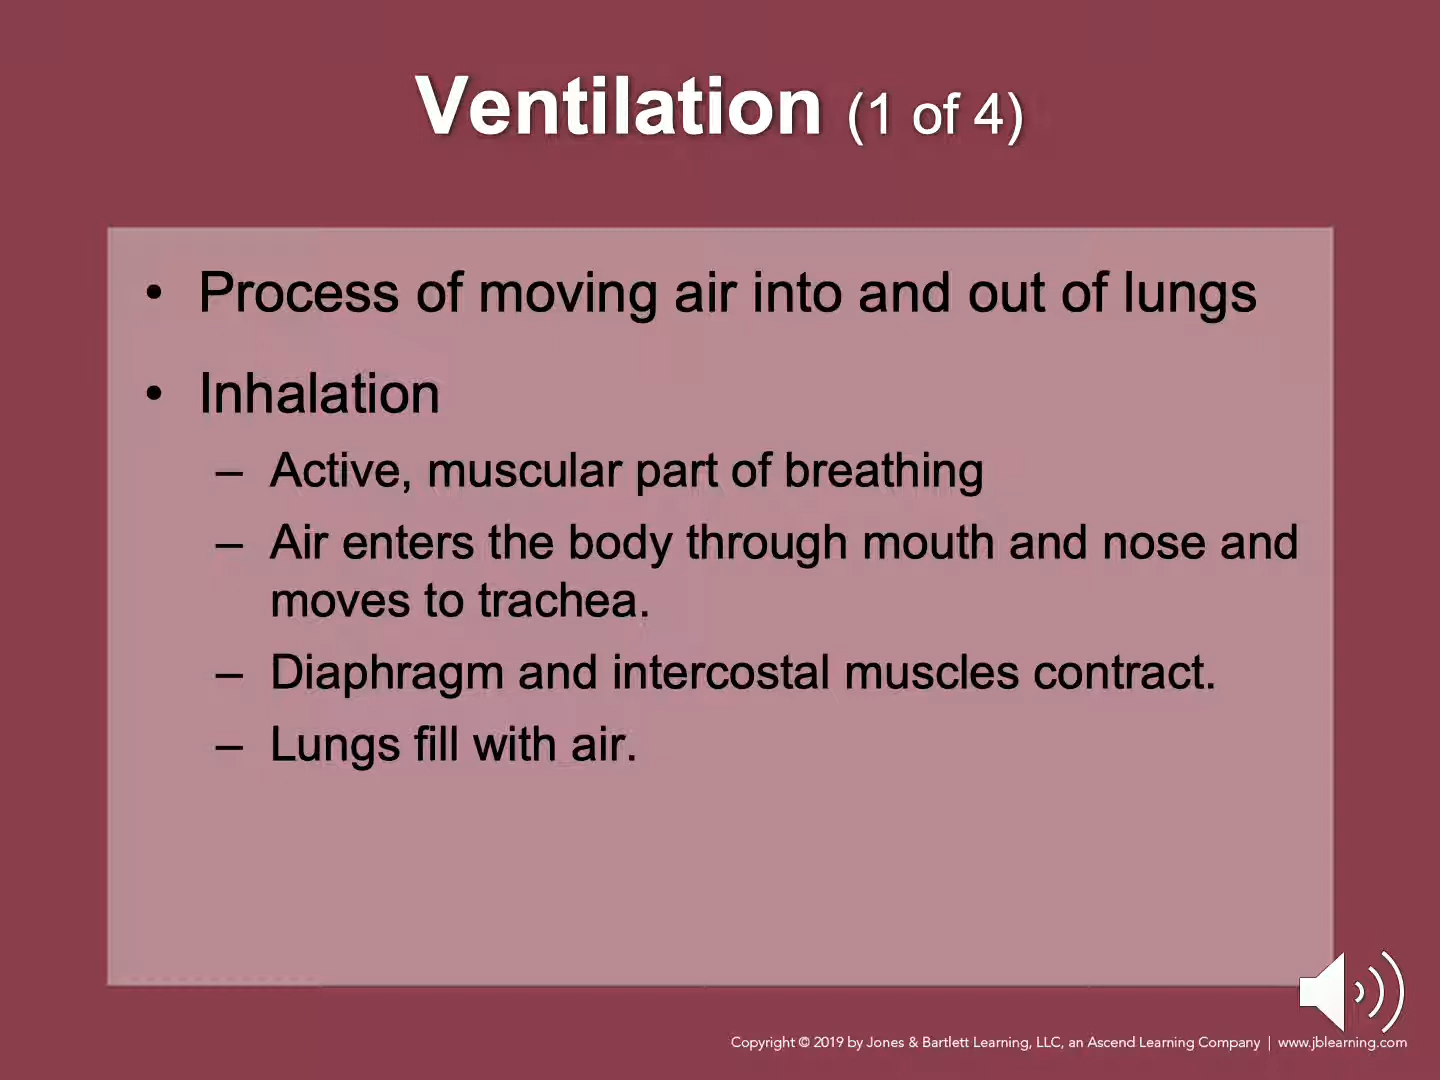 Ventilation (1 of 4)
• Process of moving air into and out of lungs
• Inhalation
– Active, muscular part of breathing
– Air enters the body through mouth and nose and
moves to trachea.
– Diaphragm and intercostal muscles contract.
– Lungs fill with air.
Copyright © 2019 by Jones & Bartlett Learning, LLC, an Ascend Learning Company | www.jblearning.com